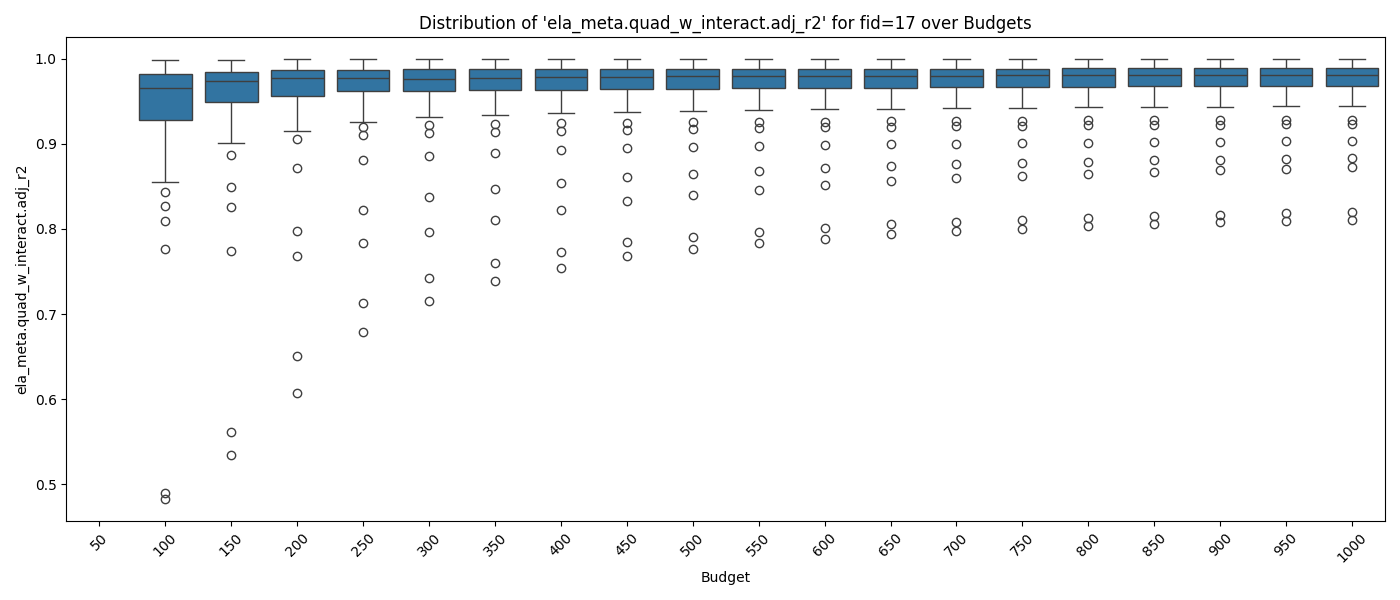 Distribution of 'ela_meta.quad_w_interact.adj_r2' for fid=17 over Budgets
ela_meta.quad_w_interact.adj_r2
1.0
0.9
0.8
0.7
0.6
0.5
50 100 150 200 250 300 350 400 450 500 550 600 650 700 750 800 850 900 950 1000
Budget